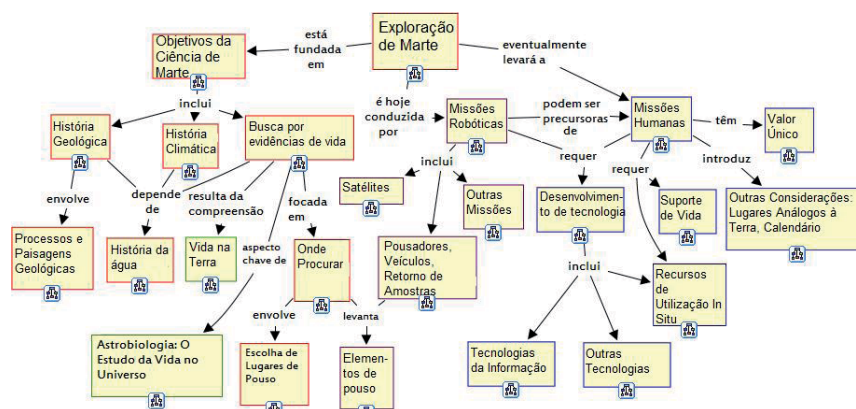 Exploração
de Marte
está
fundada
em
Objetivos da
Ciência de
Marte
eventualmente
levará a
é hoje
conduzida
por
inclui
História
Geológica
História
Climática
Busca por
evidências de vida
Missões
Robóticas
podem ser
precursoras
de
Missões
Humanas
têm
Valor
Único
requer
requer
introduz
inclui
Satélites
Outras
Missões
Desenvolvimen
to de tecnologia
Suporte
de Vida
Outras Considerações:
Lugares Análogos à
Terra, Calendário
envolve
depende
de
resulta da
compreensão
focada
em
aspecto
chave de
Processos e
Paisagens
Geológicas
História da
água
Vida na
Terra
Onde
Procurar
Pousadores,
Veículos,
Retorno de
Amostras
inclui
Recursos
de
Utilização In
Situ
envolve
levanta
Astrobiologia: O
Estudo da Vida no
Universo
Escolha de
Lugares de
Pouso
Elemen
tos de
pouso
Tecnologias
da Informação
Outras
Tecnologias